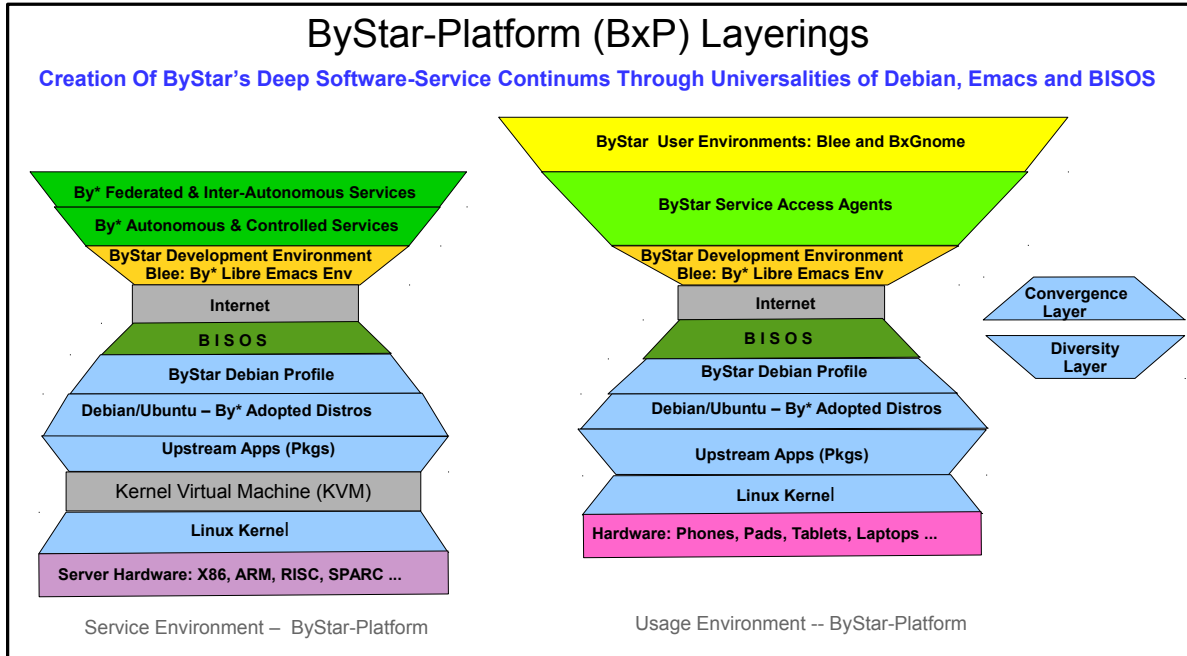 ByStar-Platform (BxP) Layerings
Creation Of ByStar's Deep Software-Service Continums Through Universalities of Debian, Emacs and BISOS
By* Federated & Inter-Autonomous Services
By* Autonomous & Controlled Services
ByStar Development Environment
Blee: By* Libre Emacs Env
Internet
B I S O S
ByStar Debian Profile
Debian/Ubuntu – By* Adopted Distros
Upstream Apps (Pkgs)
Kernel Virtual Machine (KVM)
Linux Kernel
Server Hardware: X86, ARM, RISC, SPARC ...
Service Environment – ByStar-Platform
ByStar User Environments: Blee and BxGnome
ByStar Service Access Agents
ByStar Development Environment
Blee: By* Libre Emacs Env
Internet
B I S O S
ByStar Debian Profile
Debian/Ubuntu – By* Adopted Distros
Upstream Apps (Pkgs)
Linux Kernel
Hardware: Phones, Pads, Tablets, Laptops ...
Usage Environment -- ByStar-Platform
Convergence
Layer
Diversity
Layer